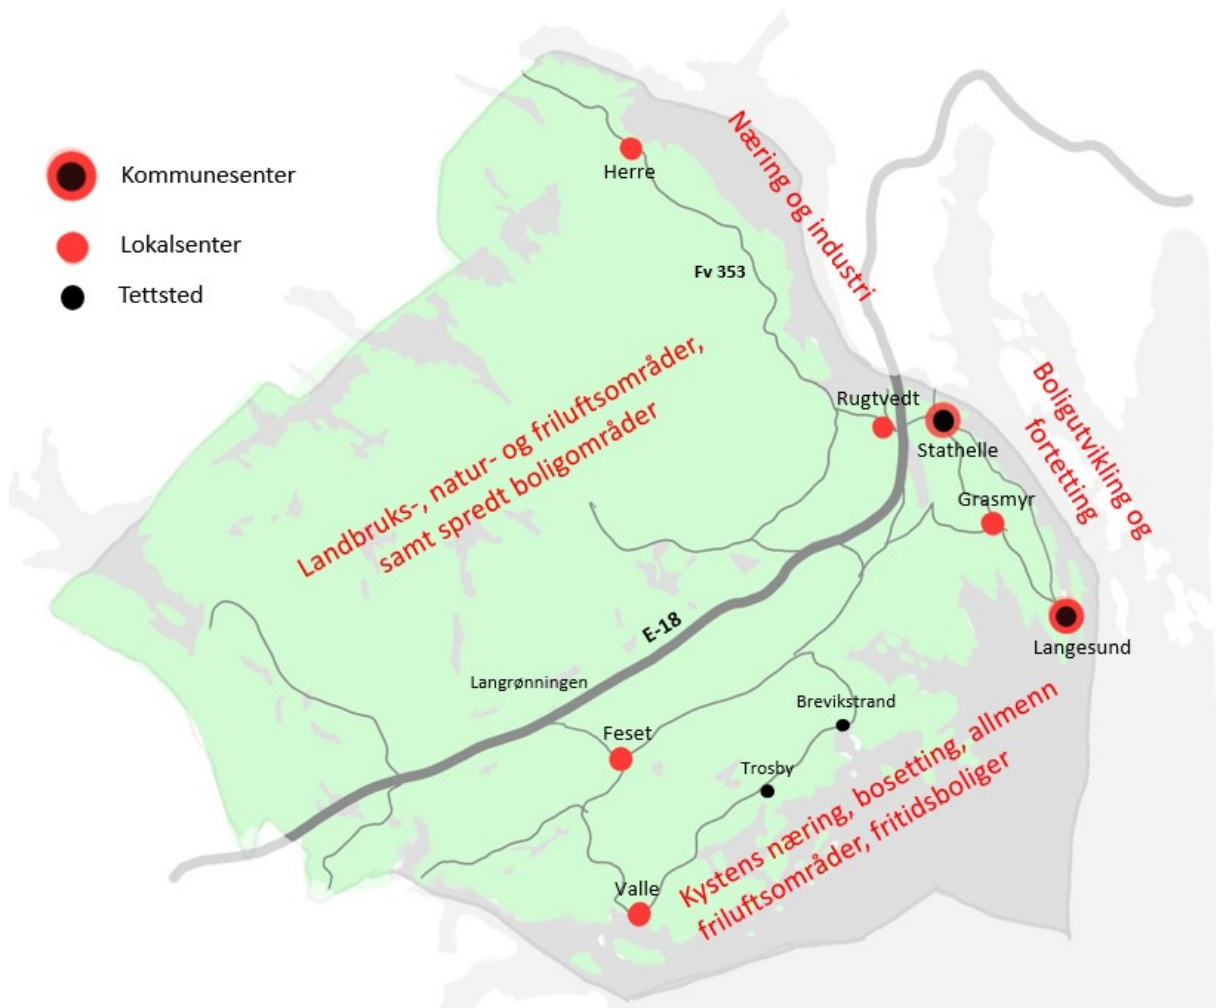 Kommunesenter
Lokalsenter
Tettsted
Herre
Næring og industri
Fv 353
Landbruks-, natur- og friluftsområder,
samt spredt boligområder
Rugtvedt
Stathelle
Boligutvikling og
fortetting
Grasmyr
Langesund
E-18
Langrønningen
Feset
Brevikstrand
Trosby
Kystens næring, bosetting, allmenn
friluftsområder, fritidsboliger
Valle